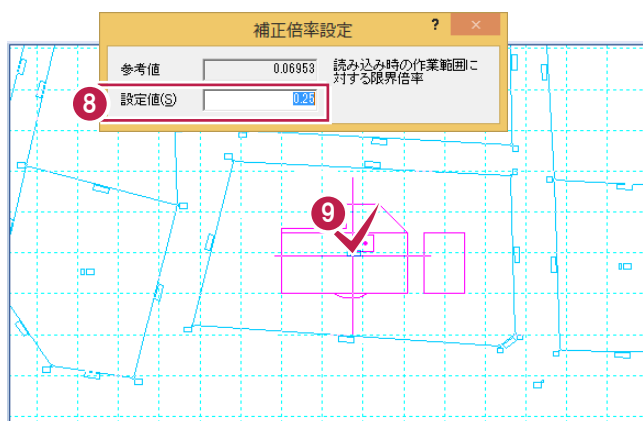 補正倍率設定
?
×
参考値
0.06953
読み込み時の作業範囲に
対する限界倍率
8
設定値(S)
0.25
9